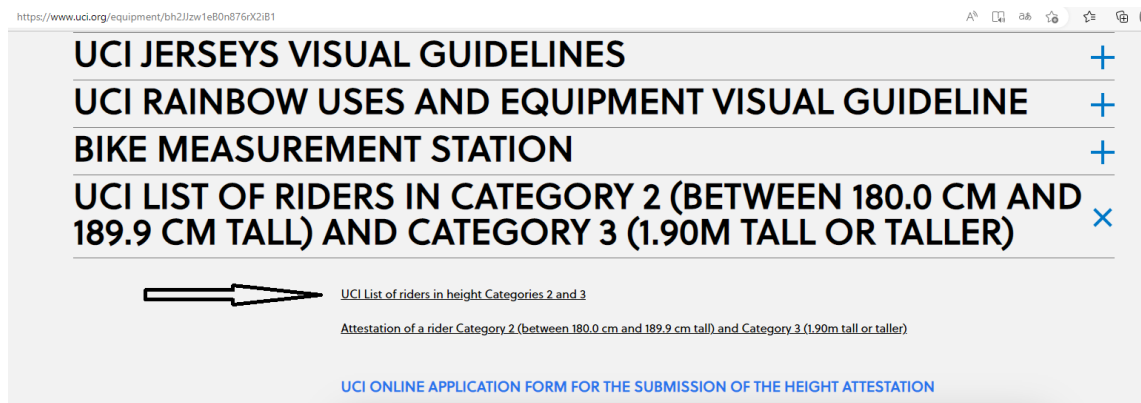 https://www.uci.org/equipment/bh2JJzw1eB0n876rX2iB1
UCI JERSEYS VISUAL GUIDELINES
UCI RAINBOW USES AND EQUIPMENT VISUAL GUIDELINE
BIKE MEASUREMENT STATION
UCI LIST OF RIDERS IN CATEGORY 2 (BETWEEN 180.0 CM AND
189.9 CM TALL) AND CATEGORY 3 (1.90M TALL OR TALLER)
UCI List of riders in height Categories 2 and 3
Attestation of a rider Category 2 (between 180.0 cm and 189.9 cm tall) and Category 3 (1.90m tall or taller)
UCI ONLINE APPLICATION FORM FOR THE SUBMISSION OF THE HEIGHT ATTESTATION